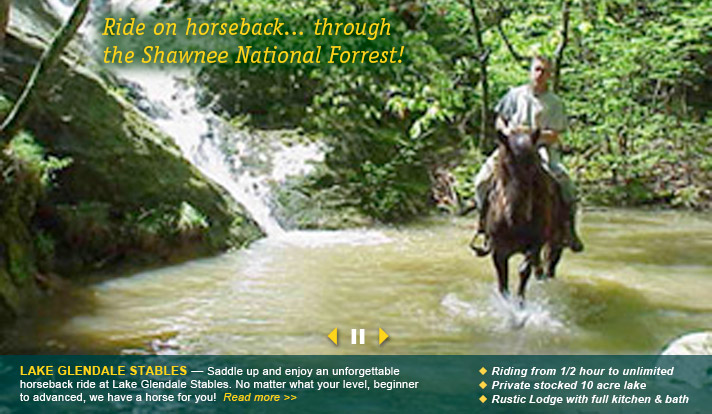 Ride on horseback... through
the Shawnee National Forrest!
LAKE GLENDALE STABLES — Saddle up and enjoy an unforgettable
horseback ride at Lake Glendale Stables. No matter what your level, beginner
to advanced, we have a horse for you! Read more >>
Riding from 1/2 hour to unlimited
Private stocked 10 acre lake
Rustic Lodge with full kitchen & bath